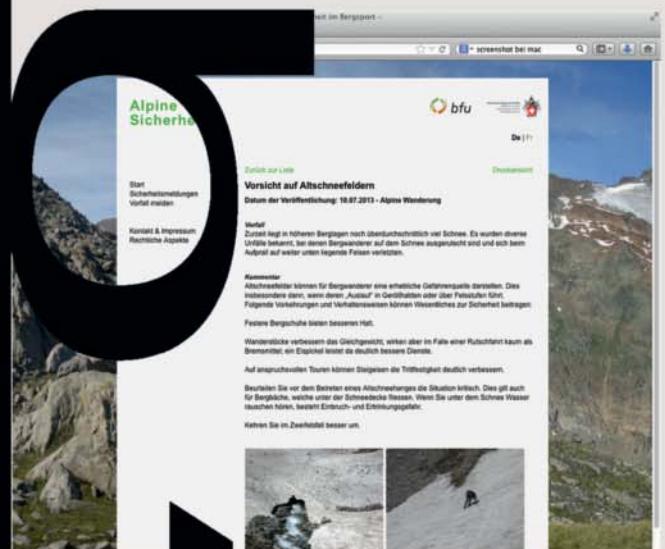 heit im Bergsport –
screenshot bei mac
Alpine
Sicherhe
bfu
De | Fr
Zurück zur Liste
Druckansicht
Start
Sicherheitsmeldungen
Vorfall melden
Kontakt & Impressum
Rechtliche Aspekte
Vorsicht auf Altschneefeldern
Datum der Veröffentlichung: 10.07.2013 - Alpine Wanderung
Vorfall
Zurzeit liegt in höheren Berglagen noch überdurchschnittlich viel Schnee. Es wurden diverse
Unfälle bekannt, bei denen Bergwanderer auf dem Schnee ausgerutscht sind und sich beim
Aufprall auf weiter unten liegende Felsen verletzten.
Kommentar
Altschneefelder können für Bergwanderer eine erhebliche Gefahrenquelle darstellen. Dies
insbesondere dann, wenn deren „Auslauf" in Geröllhalden oder über Felsstufen führt.
Folgende Vorkehrungen und Verhaltensweisen können Wesentliches zur Sicherheit beitragen:
Festere Bergschuhe bieten besseren Halt.
Wanderstöcke verbessern das Gleichgewicht, wirken aber im Falle einer Rutschfahrt kaum als
Bremsmittel; ein Eispickel leistet da deutlich bessere Dienste.
Auf anspruchsvollen Touren können Steigeisen die Trittfestigkeit deutlich verbessern.
Beurteilen Sie vor dem Betreten eines Altschneehanges die Situation kritisch. Dies gilt auch
für Bergbäche, welche unter der Schneedecke fliessen. Wenn Sie unter dem Schnee Wasser
rauschen hören, besteht Einbruch- und Ertrinkungsgefahr.
Kehren Sie im Zweifelsfall besser um.